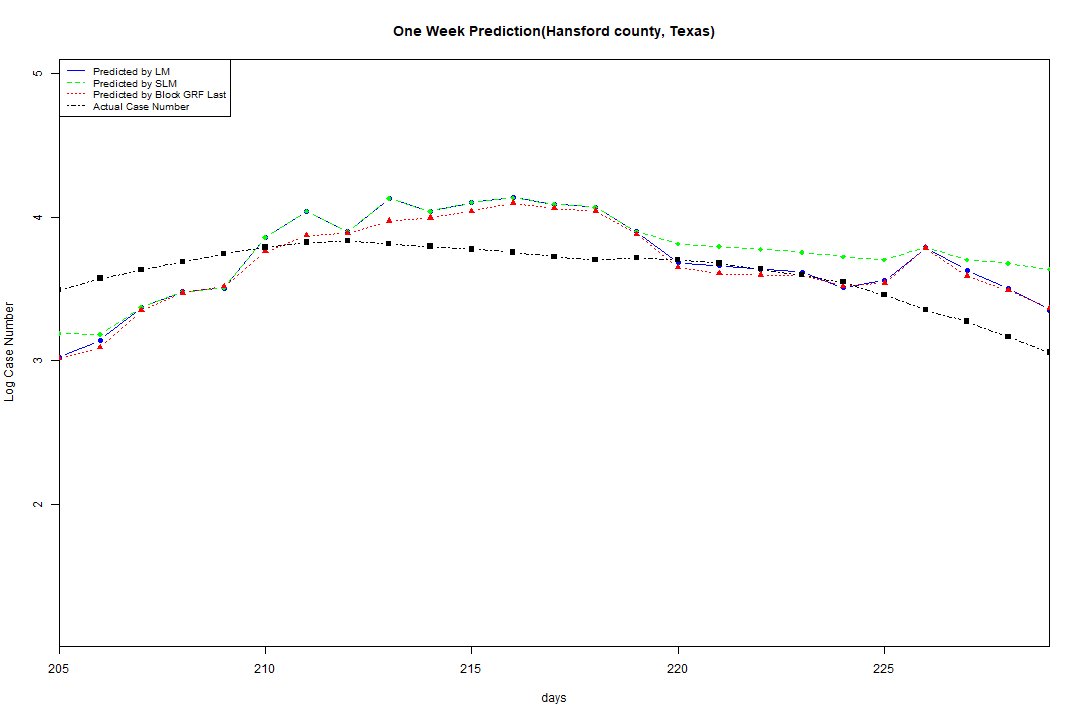 One Week Prediction(Hansford county, Texas)
Predicted by LM
Predicted by SLM
Predicted by Block GRF Last
Actual Case Number
5
4
3
2
Log Case Number
205 210 215 220 225
days